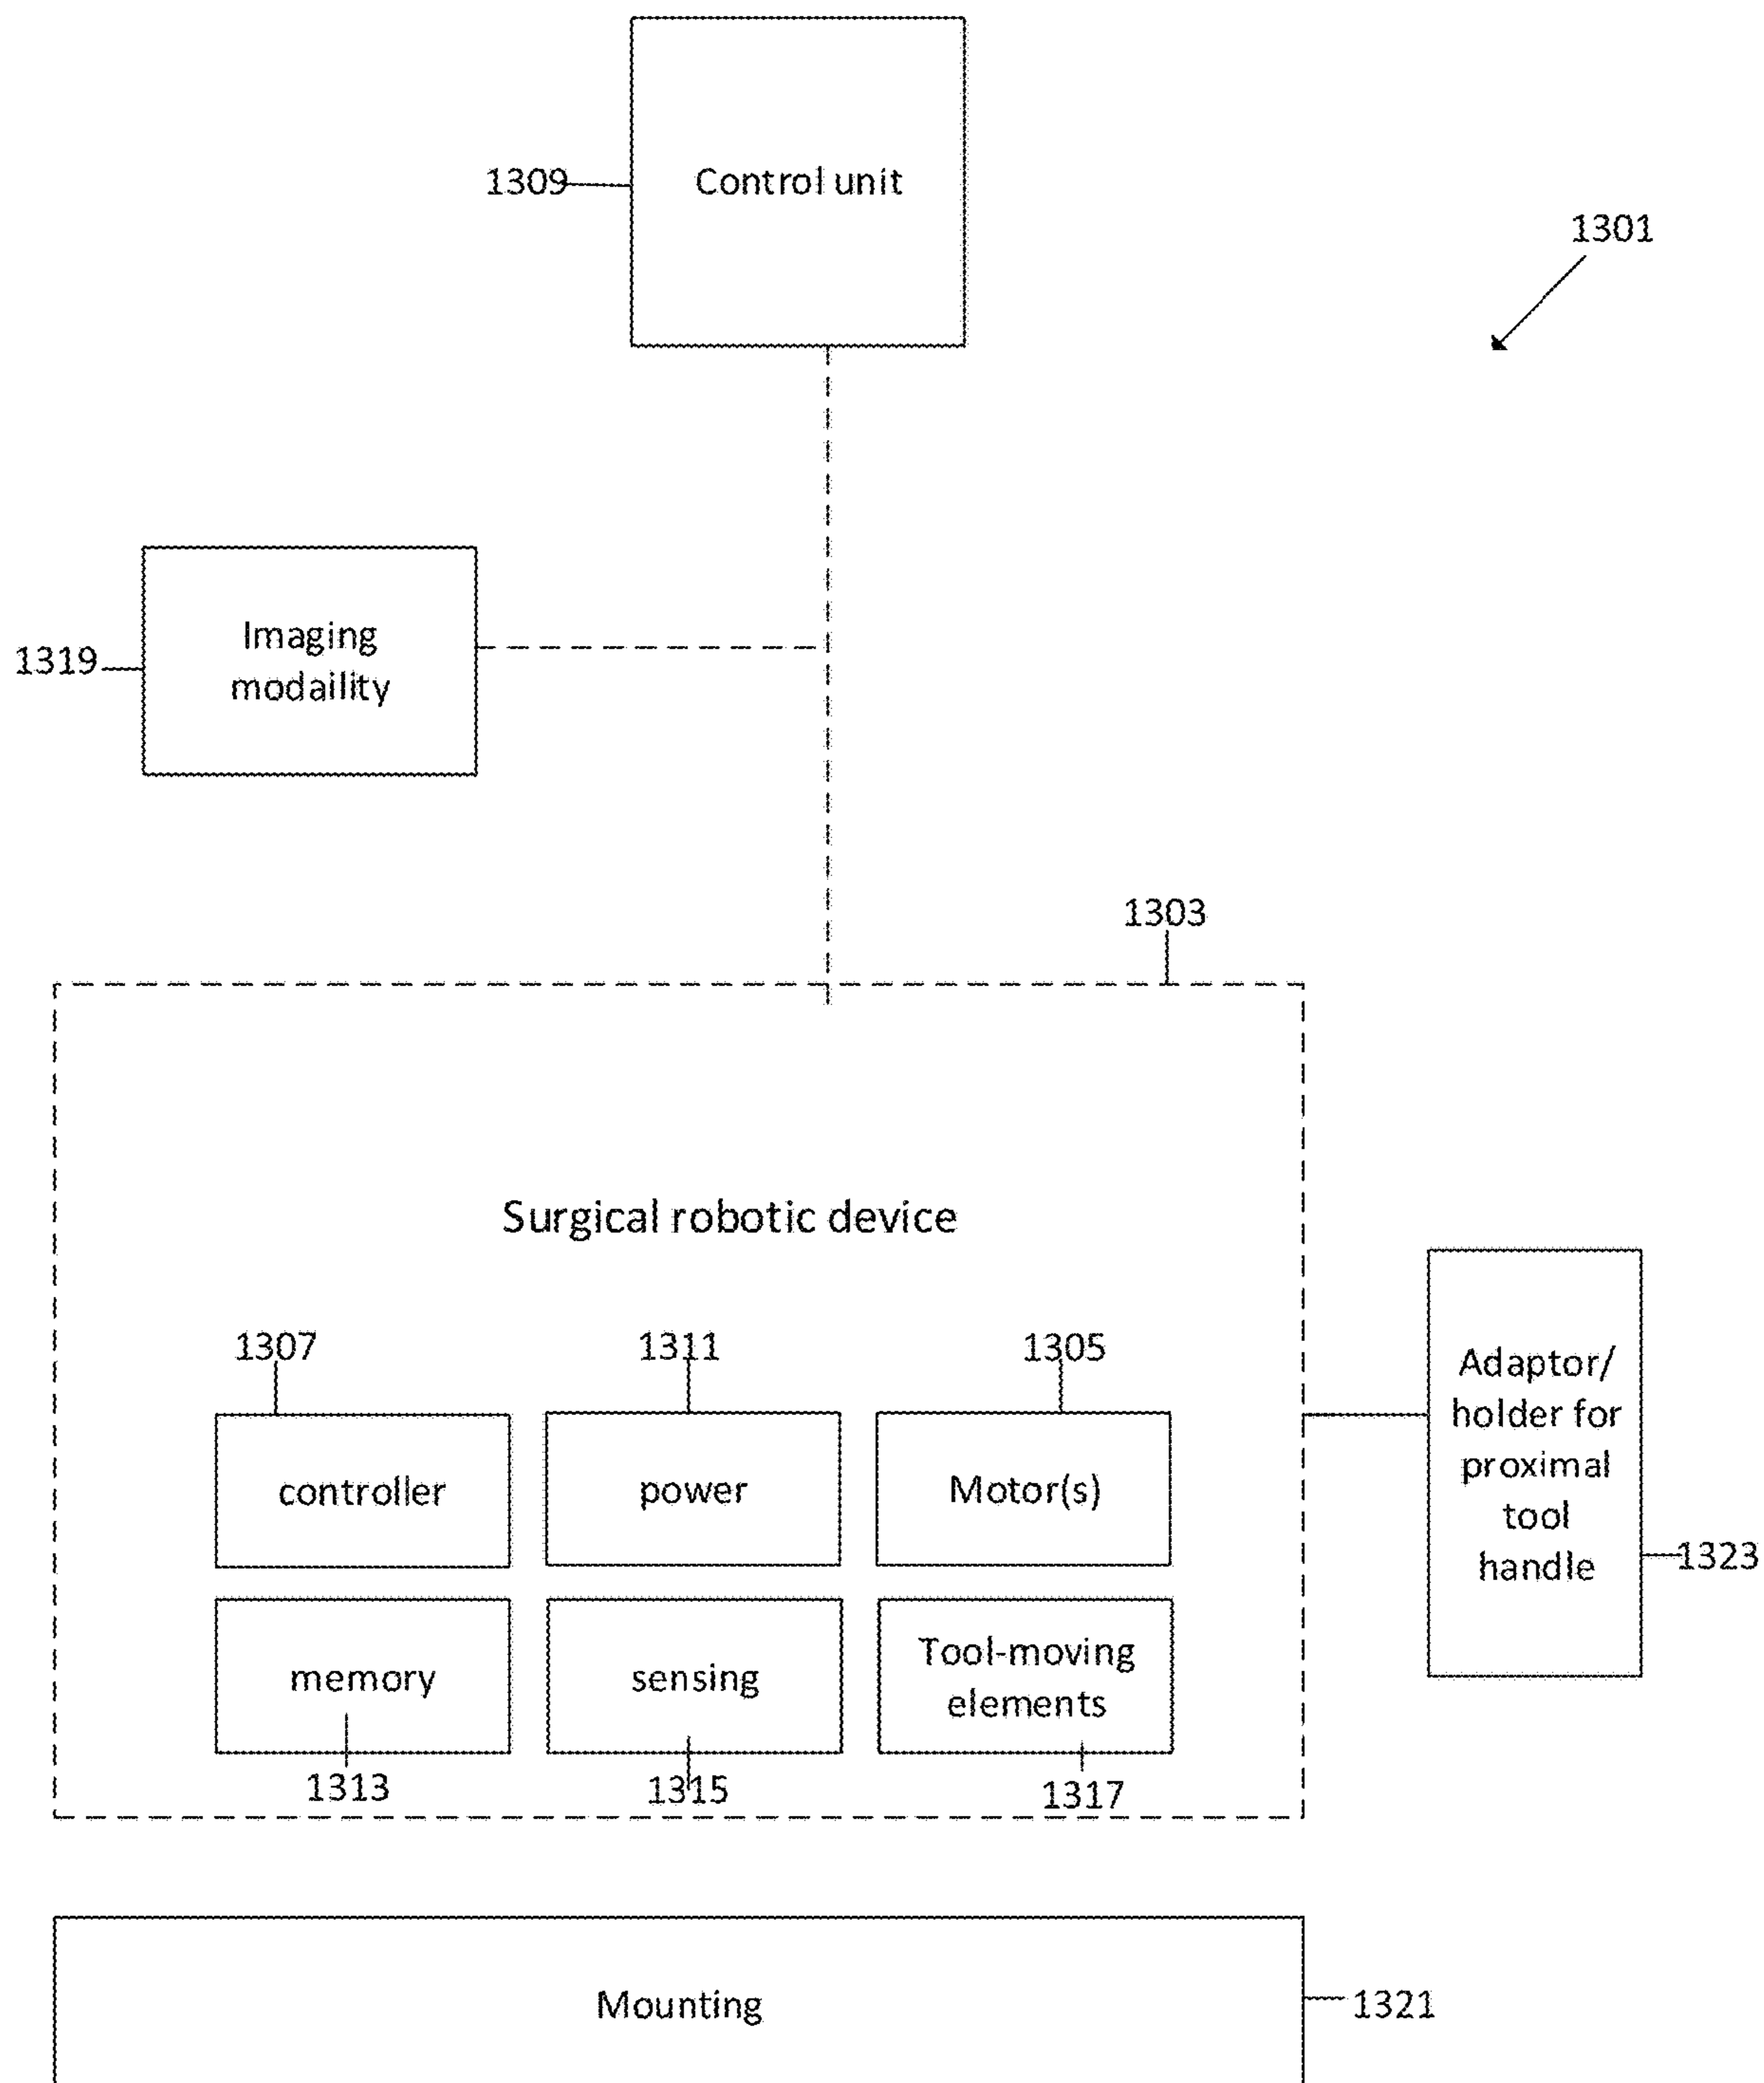 Control unit
1309
1301
Imaging
modaility
1319
1303
Surgical robotic device
1307
1311
1305
controller
power
Motor(s)
memory
sensing
Tool-moving
elements
1313
1315
1317
Adaptor/
holder for
proximal
tool
handle
1323
Mounting
1321